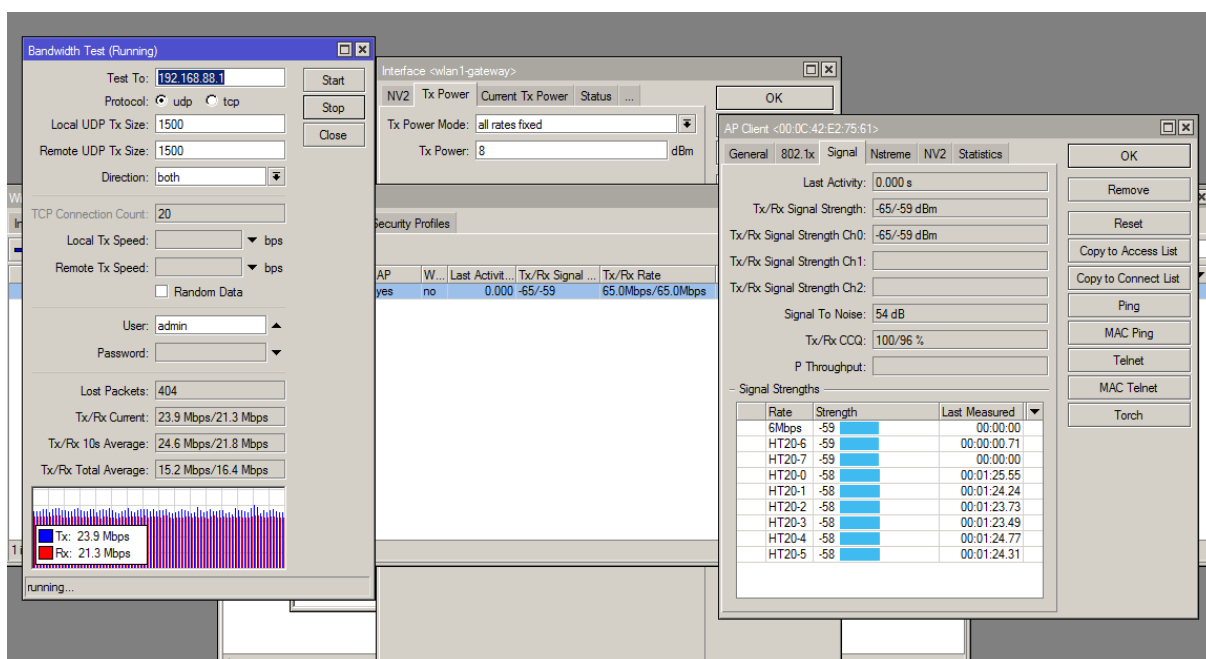 Bandwidth Test (Running)
Test To: 192.168.88.1
Protocol: udp tcp
Local UDP Tx Size: 1500
Remote UDP Tx Size: 1500
Direction: both
TCP Connection Count: 20
Local Tx Speed: bps
Remote Tx Speed: bps
Random Data
User: admin
Password:
Lost Packets: 404
Tx/Rx Current: 23.9 Mbps/21.3 Mbps
Tx/Rx 10s Average: 24.6 Mbps/21.8 Mbps
Tx/Rx Total Average: 15.2 Mbps/16.4 Mbps
Tx: 23.9 Mbps
Rx: 21.3 Mbps
running...
Start
Stop
Close
Interface <wlan1-gateway>
NV2 Tx Power Current Tx Power Status ...
Tx Power Mode: all rates fixed
Tx Power: 8 dBm
OK
Security Profiles
AP W... Last Activit... Tx/Rx Signal ... Tx/Rx Rate
yes no 0.000 -65/-59 65.0Mbps/65.0Mbps
AP Client <00:0C:42:E2:75:61>
General 802.1x Signal Nstreme NV2 Statistics
Last Activity: 0.000 s
Tx/Rx Signal Strength: -65/-59 dBm
Tx/Rx Signal Strength Ch0: -65/-59 dBm
Tx/Rx Signal Strength Ch1:
Tx/Rx Signal Strength Ch2:
Signal To Noise: 54 dB
Tx/Rx CCQ: 100/96 %
P Throughput:
Signal Strengths
Rate Strength Last Measured
6Mbps -59 00:00:00
HT20-6 -59 00:00:00.71
HT20-7 -59 00:00:00
HT20-0 -58 00:01:25.55
HT20-1 -58 00:01:24.24
HT20-2 -58 00:01:23.73
HT20-3 -58 00:01:23.49
HT20-4 -58 00:01:24.77
HT20-5 -58 00:01:24.31
OK
Remove
Reset
Copy to Access List
Copy to Connect List
Ping
MAC Ping
Telnet
MAC Telnet
Torch